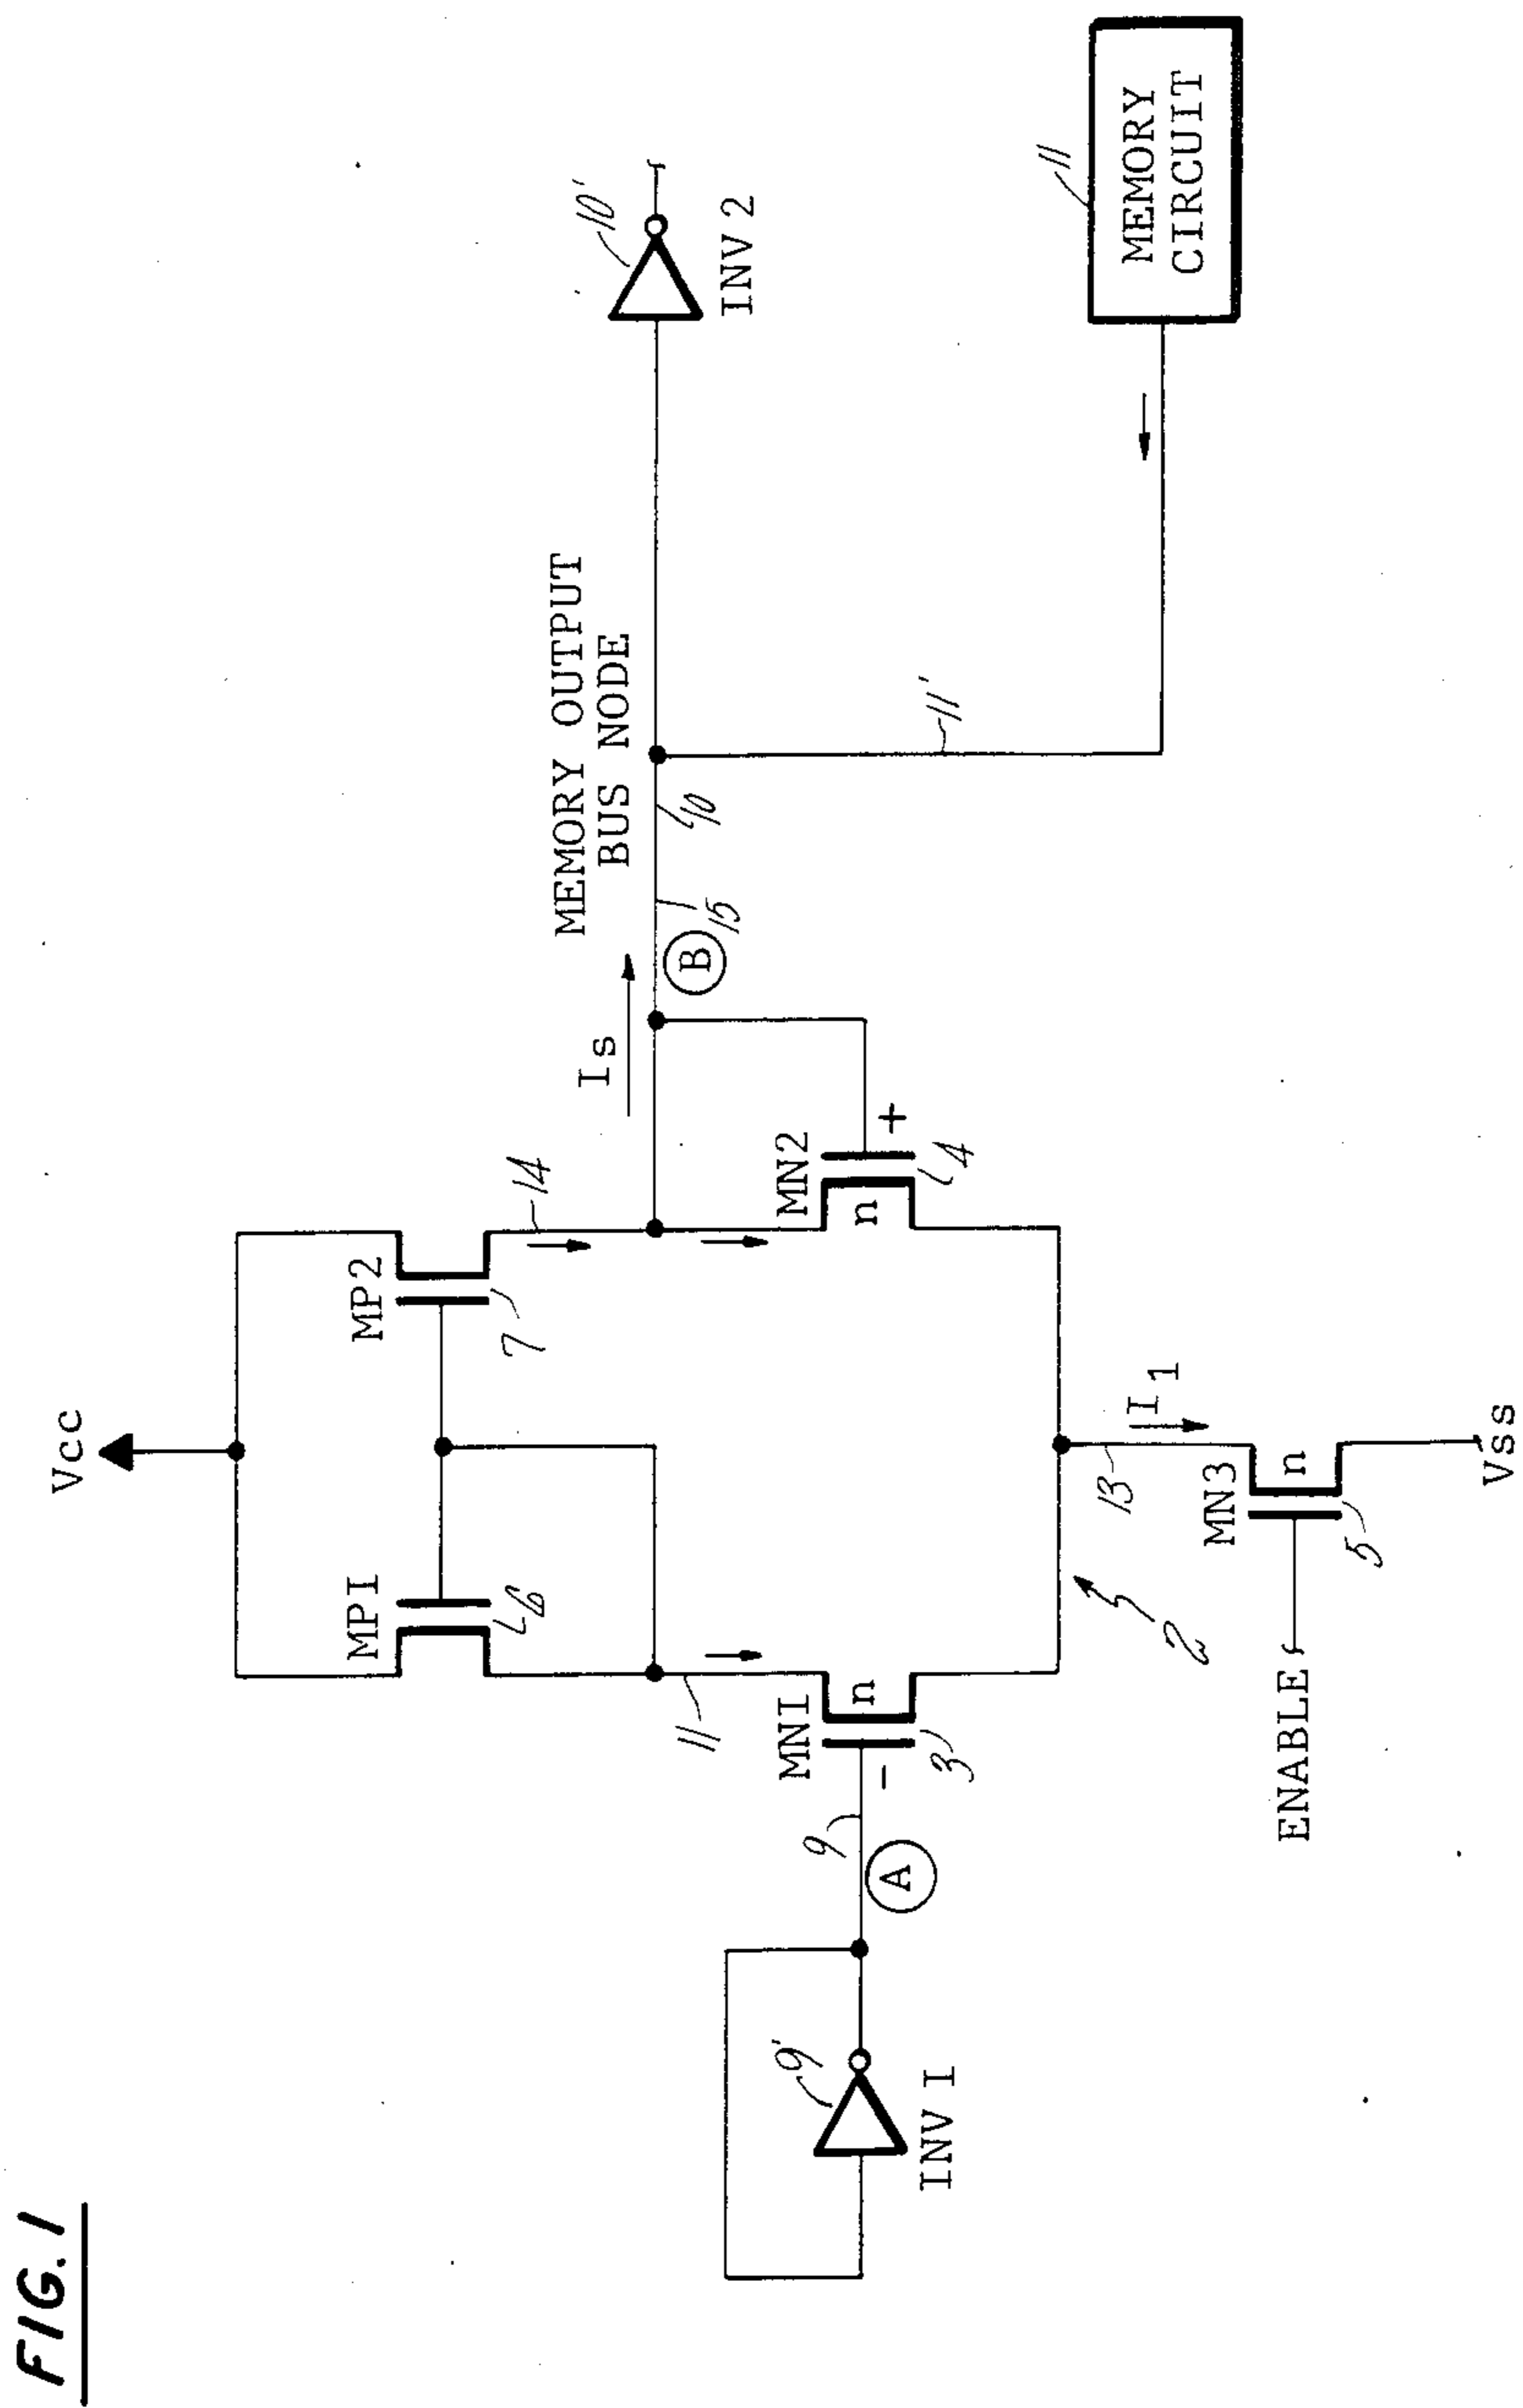 FIG. 1
Vcc
MP1
MP2
6
7
14
Is
MEMORY OUTPUT
BUS NODE
10'
INV 2
11
MN1
n
3
-
9
A
9'
INV 1
MN2
n
4
+
B
15
10
11'
11
MEMORY
CIRCUIT
2
13
I1
MN3
n
5
ENABLE
Vss